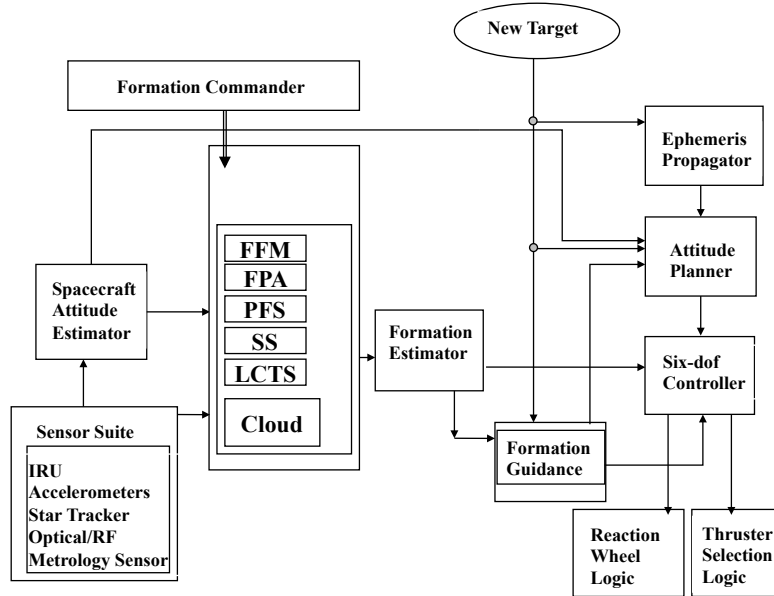 New Target
Formation Commander
Ephemeris
Propagator
FFM
FPA
PFS
SS
LCTS
Cloud
Attitude
Planner
Spacecraft
Attitude
Estimator
Formation
Estimator
Six-dof
Controller
Sensor Suite
IRU
Accelerometers
Star Tracker
Optical/RF
Metrology Sensor
Formation
Guidance
Reaction
Wheel
Logic
Thruster
Selection
Logic